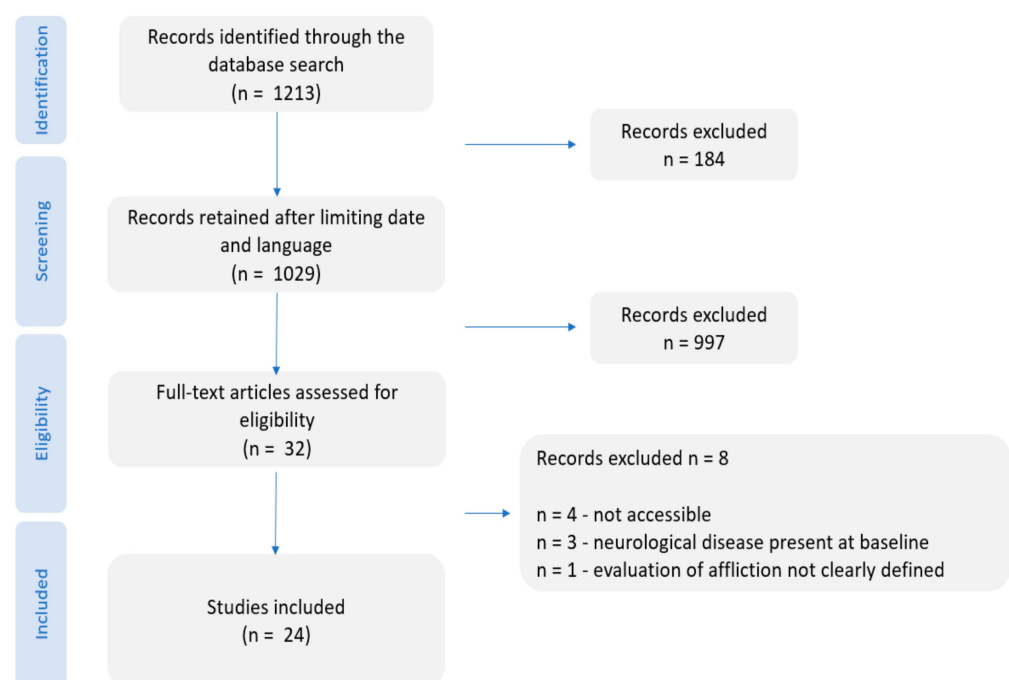 Identification
Records identified through the
database search
(n = 1213)
Records excluded
n = 184
Screening
Records retained after limiting date
and language
(n = 1029)
Records excluded
n = 997
Eligibility
Full-text articles assessed for
eligibility
(n = 32)
Records excluded n = 8
n = 4 - not accessible
n = 3 - neurological disease present at baseline
n = 1 - evaluation of affliction not clearly defined
Included
Studies included
(n = 24)